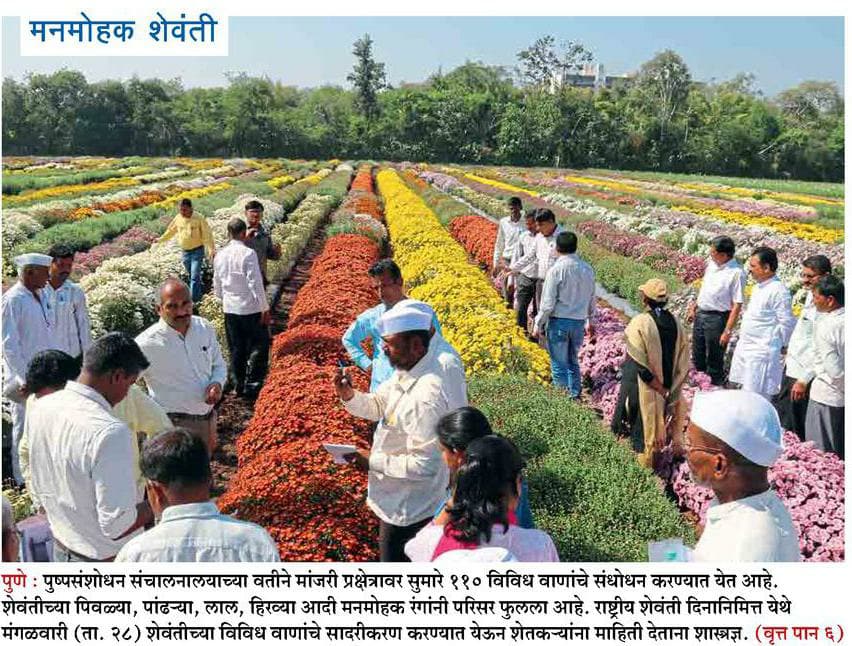 मनमोहक शेवंती
पुणे : पुष्पसंशोधन संचालनालयाच्या वतीने मांजरी प्रक्षेत्रावर सुमारे ११० विविध वाणांचे संधोधन करण्यात येत आहे.
शेवंतीच्या पिवळ्या, पांढऱ्या, लाल, हिरव्या आदी मनमोहक रंगांनी परिसर फुलला आहे. राष्ट्रीय शेवंती दिनानिमित्त येथे
मंगळवारी (ता. २८) शेवंतीच्या विविध वाणांचे सादरीकरण करण्यात येऊन शेतकऱ्यांना माहिती देताना शास्त्रज्ञ. (वृत्त पान ६)